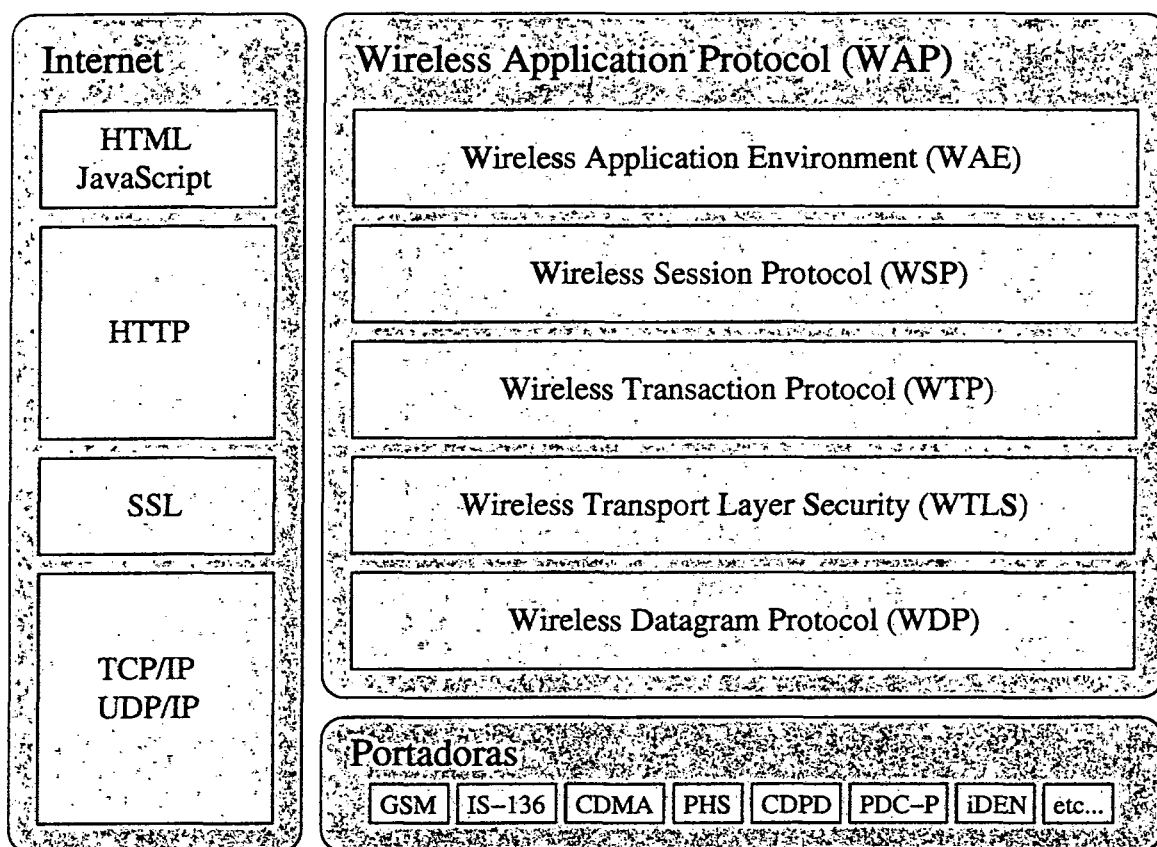 Internet
HTML
JavaScript
HTTP
SSL
TCP/IP
UDP/IP
Wireless Application Protocol (WAP)
Wireless Application Environment (WAE)
Wireless Session Protocol (WSP)
Wireless Transaction Protocol (WTP)
Wireless Transport Layer Security (WTLS)
Wireless Datagram Protocol (WDP)
Portadoras
GSM IS-136 CDMA PHS CDPD PDC-P iDEN etc...